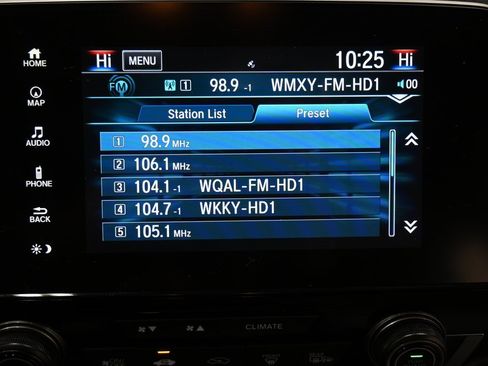 HOME
MAP
AUDIO
PHONE
BACK
Hi MENU 10:25 Hi
FM 1 98.9 -1 WMXY-FM-HD1 00
Station List Preset
1 98.9 MHz
2 106.1 MHz
3 104.1 -1 WQAL-FM-HD1
4 104.7 -1 WKKY-HD1
5 105.1 MHz
CLIMATE